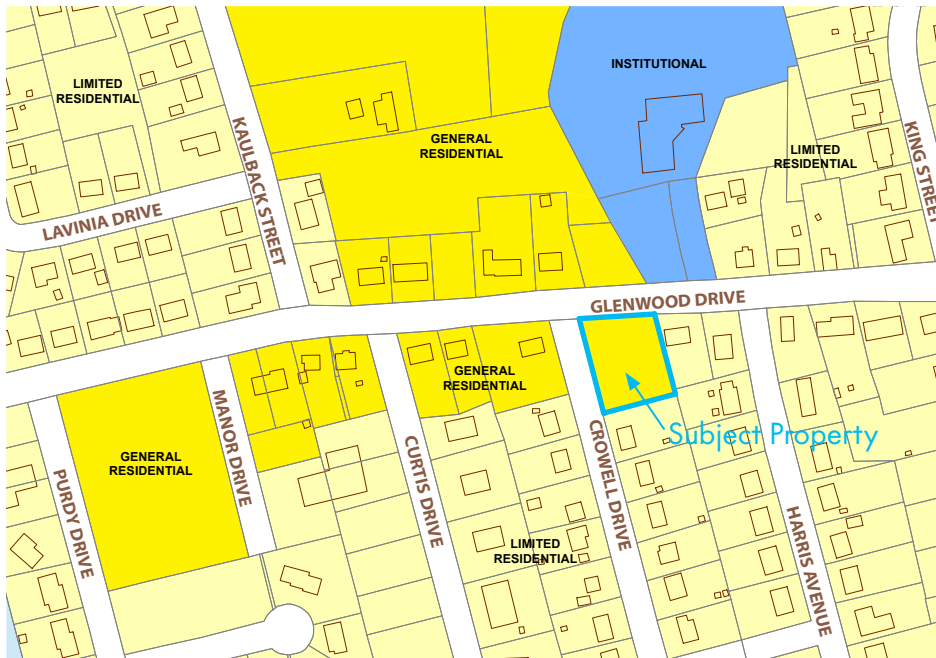 INSTITUTIONAL
LIMITED
RESIDENTIAL
KAULBACK STREET
GENERAL
RESIDENTIAL
LIMITED
RESIDENTIAL
KING STREET
LAVINIA DRIVE
GLENWOOD DRIVE
GENERAL
RESIDENTIAL
MANOR DRIVE
Subject Property
GENERAL
RESIDENTIAL
CURTIS DRIVE
CROWELL DRIVE
PURDY DRIVE
HARRIS AVENUE
LIMITED
RESIDENTIAL